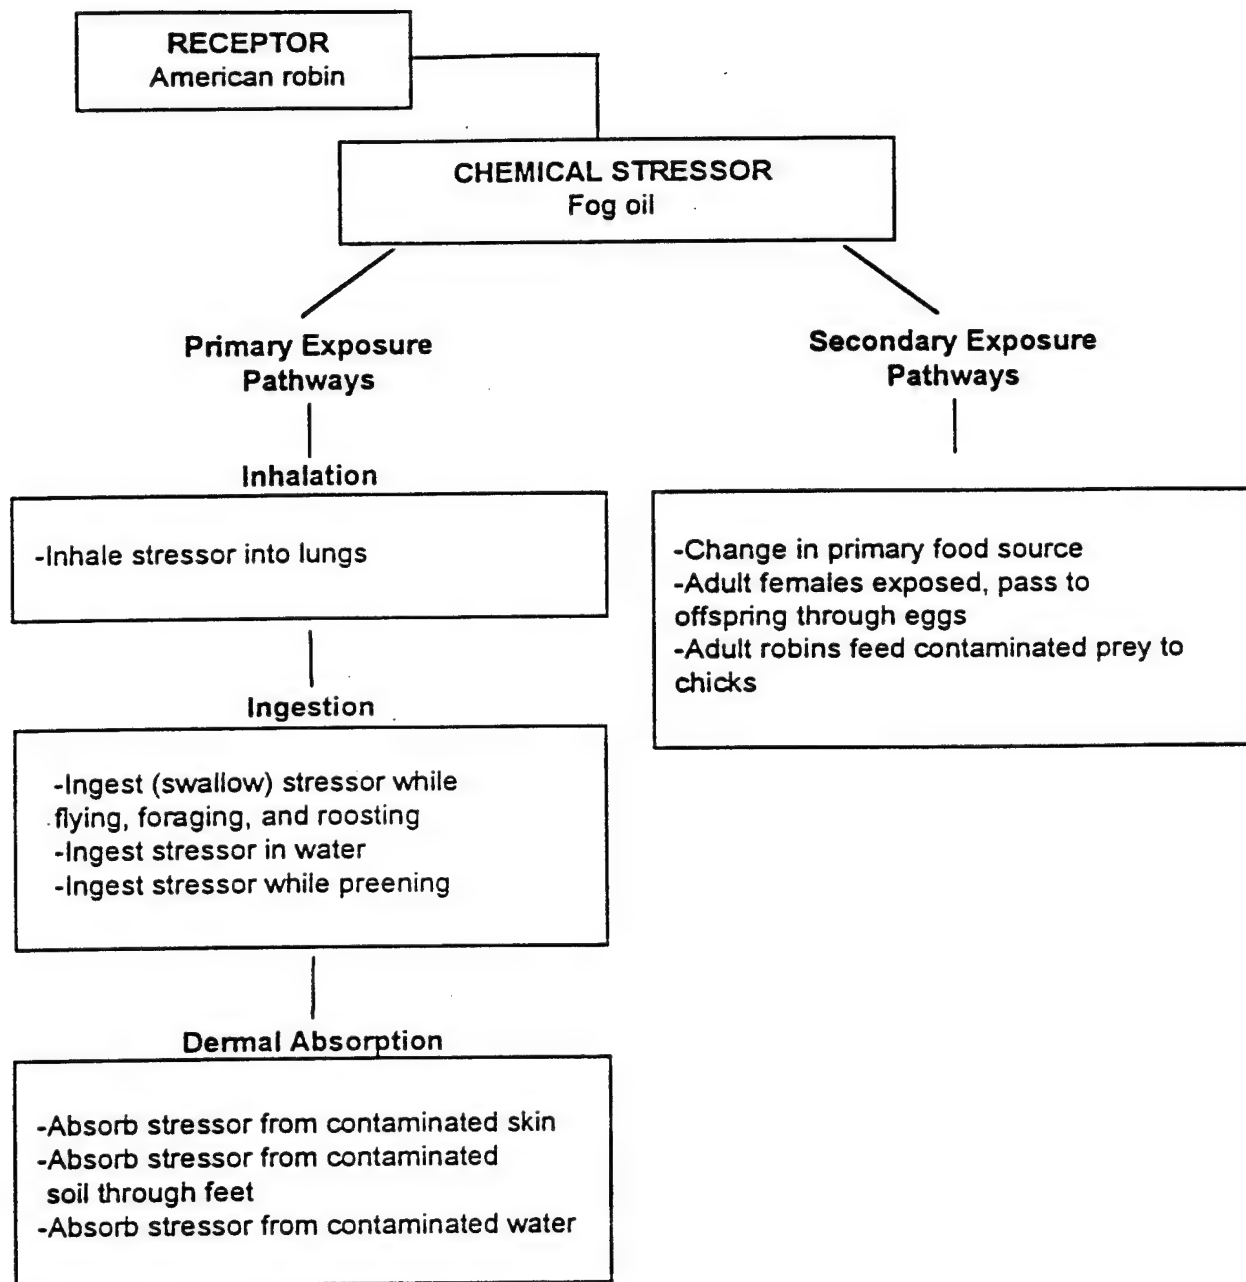 RECEPTOR
American robin
CHEMICAL STRESSOR
Fog oil
Primary Exposure
Pathways
Inhalation
-Inhale stressor into lungs
Ingestion
-Ingest (swallow) stressor while
flying, foraging, and roosting
-Ingest stressor in water
-Ingest stressor while preening
Dermal Absorption
-Absorb stressor from contaminated skin
-Absorb stressor from contaminated
soil through feet
-Absorb stressor from contaminated water
Secondary Exposure
Pathways
-Change in primary food source
-Adult females exposed, pass to
offspring through eggs
-Adult robins feed contaminated prey to
chicks